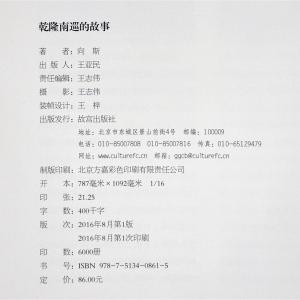 乾隆南巡的故事
著　　者：向　斯
出 版 人：王亚民
责任编辑：王志伟
摄　　影：王志伟
装帧设计：王　梓
出版发行：故宫出版社
地址：北京市东城区景山前街4号　邮编：100009
电话：010-85007808　010-85007816　传真：010-65129479
网址：www.culturefc.cn　邮箱：ggcb@culturefc.cn
制版印刷：北京方嘉彩色印刷有限责任公司
开　　本：787毫米×1092毫米　1/16
印　　张：21.25
字　　数：400千字
版　　次：2016年8月第1版
2016年8月第1次印刷
印　　数：6000册
书　　号：ISBN　978-7-5134-0861-5
定　　价：86.00元